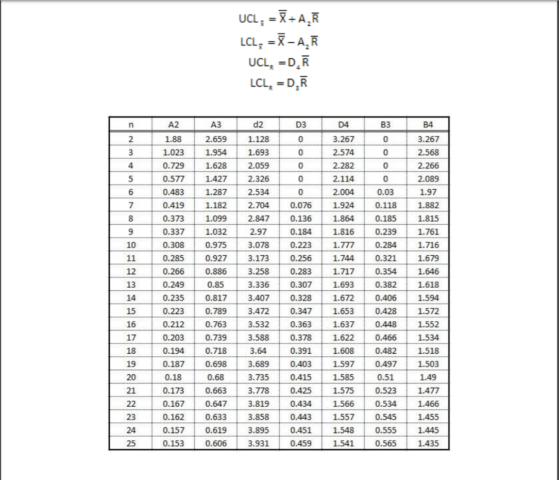 UCL x̄ = X̿ + A₂R̄
LCL x̄ = X̿ − A₂R̄
UCL R = D₄R̄
LCL R = D₃R̄
n A2 A3 d2 D3 D4 B3 B4
2 1.88 2.659 1.128 0 3.267 0 3.267
3 1.023 1.954 1.693 0 2.574 0 2.568
4 0.729 1.628 2.059 0 2.282 0 2.266
5 0.577 1.427 2.326 0 2.114 0 2.089
6 0.483 1.287 2.534 0 2.004 0.03 1.97
7 0.419 1.182 2.704 0.076 1.924 0.118 1.882
8 0.373 1.099 2.847 0.136 1.864 0.185 1.815
9 0.337 1.032 2.97 0.184 1.816 0.239 1.761
10 0.308 0.975 3.078 0.223 1.777 0.284 1.716
11 0.285 0.927 3.173 0.256 1.744 0.321 1.679
12 0.266 0.886 3.258 0.283 1.717 0.354 1.646
13 0.249 0.85 3.336 0.307 1.693 0.382 1.618
14 0.235 0.817 3.407 0.328 1.672 0.406 1.594
15 0.223 0.789 3.472 0.347 1.653 0.428 1.572
16 0.212 0.763 3.532 0.363 1.637 0.448 1.552
17 0.203 0.739 3.588 0.378 1.622 0.466 1.534
18 0.194 0.718 3.64 0.391 1.608 0.482 1.518
19 0.187 0.698 3.689 0.403 1.597 0.497 1.503
20 0.18 0.68 3.735 0.415 1.585 0.51 1.49
21 0.173 0.663 3.778 0.425 1.575 0.523 1.477
22 0.167 0.647 3.819 0.434 1.566 0.534 1.466
23 0.162 0.633 3.858 0.443 1.557 0.545 1.455
24 0.157 0.619 3.895 0.451 1.548 0.555 1.445
25 0.153 0.606 3.931 0.459 1.541 0.565 1.435